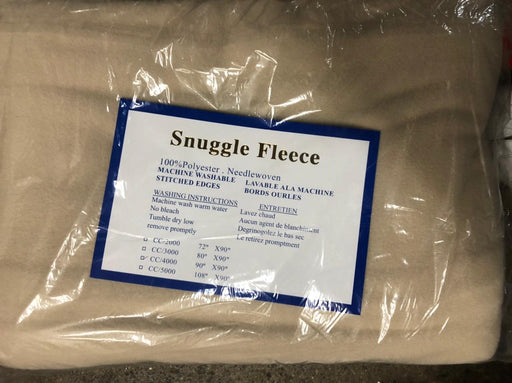 Snuggle Fleece
100%Polyester . Needlewoven
MACHINE WASHABLE LAVABLE ALA MACHINE
STITCHED EDGES BORDS OURLES
WASHING INSTRUCTIONS
Machine wash warm water
No bleach
Tumble dry low
remove promptly
ENTRETIEN
Lavez chaud
Aucun agent de blanchiment
Degrinogolez le bas sec
Le retirez promptiment
CC/2000 72" X90"
CC/3000 80" X90"
CC/4000 90" X90"
CC/5000 108" X90"